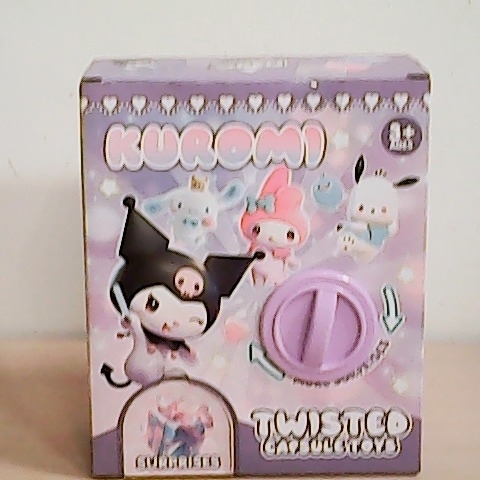 KUROMI
TWISTED
CAPSULE TOYS
SURPRISES